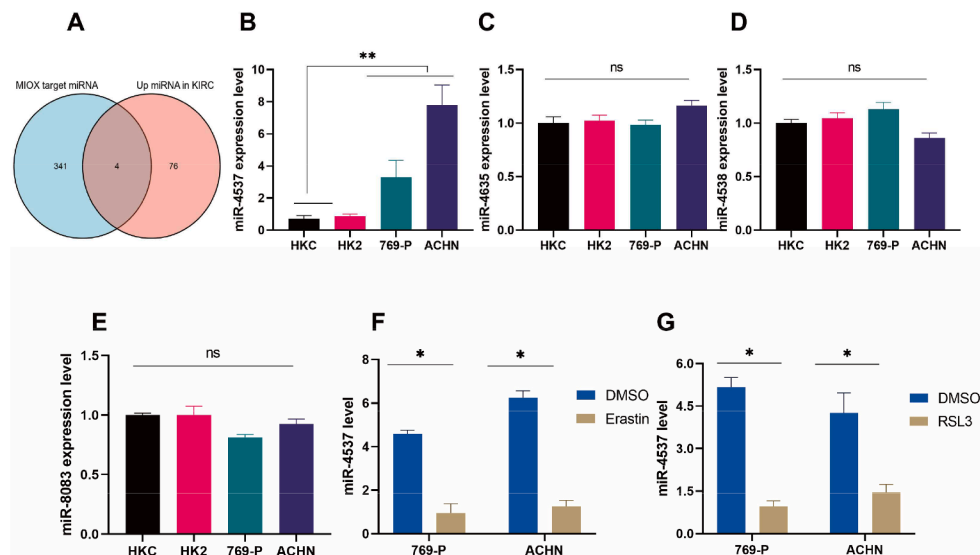 A
MIOX target miRNA
Up miRNA in KIRC
341
4
76
B
**
miR-4537 expression level
10
8
6
4
2
0
HKC HK2 769-P ACHN
C
ns
miR-4635 expression level
1.5
1.0
0.5
0.0
HKC HK2 769-P ACHN
D
ns
miR-4538 expression level
1.5
1.0
0.5
0.0
HKC HK2 769-P ACHN
E
ns
miR-8083 expression level
1.5
1.0
0.5
0.0
HKC HK2 769-P ACHN
F
* *
miR-4537 level
8
6
4
2
0
769-P ACHN
DMSO
Erastin
G
* *
miR-4537 level
6.0
4.5
3.0
1.5
0.0
769-P ACHN
DMSO
RSL3